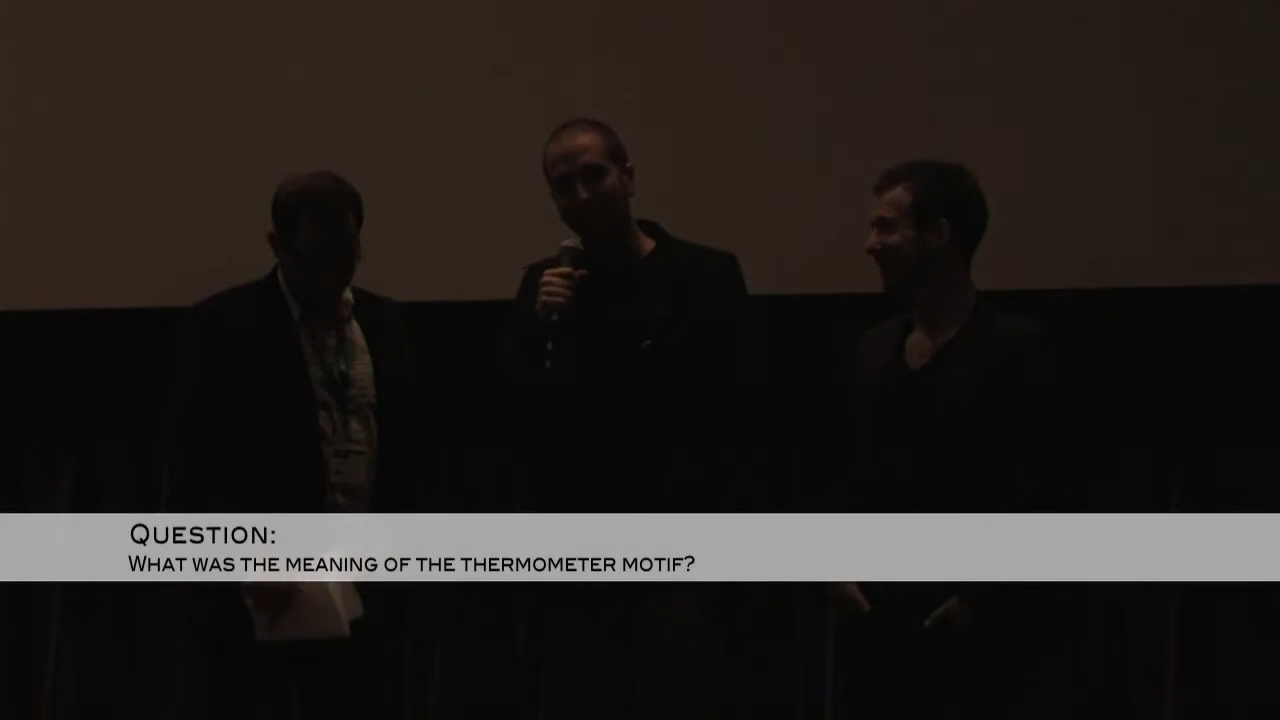 Question:
What was the meaning of the thermometer motif?